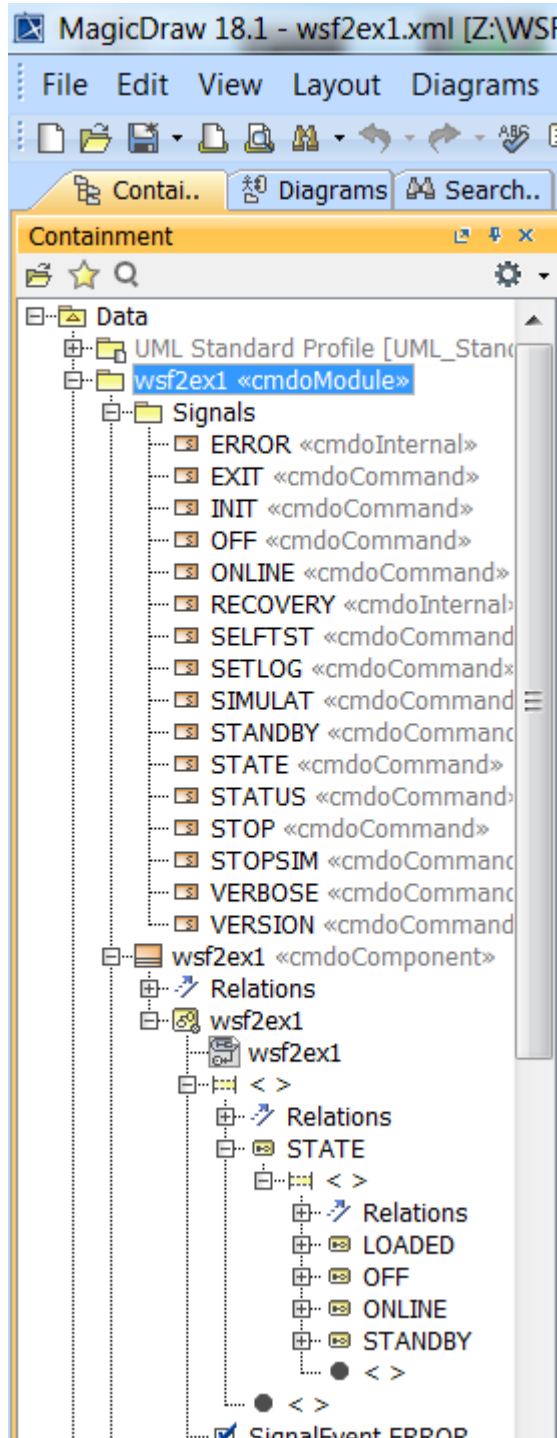 MagicDraw 18.1 - wsf2ex1.xml [Z:\WSF
File Edit View Layout Diagrams
Contai.. Diagrams Search..
Containment
Data
UML Standard Profile [UML_Stand
wsf2ex1 «cmdoModule»
Signals
ERROR «cmdoInternal»
EXIT «cmdoCommand»
INIT «cmdoCommand»
OFF «cmdoCommand»
ONLINE «cmdoCommand»
RECOVERY «cmdoInternal»
SELFTST «cmdoCommand
SETLOG «cmdoCommand»
SIMULAT «cmdoCommand
STANDBY «cmdoCommand
STATE «cmdoCommand»
STATUS «cmdoCommand»
STOP «cmdoCommand»
STOPSIM «cmdoCommand
VERBOSE «cmdoCommand
VERSION «cmdoCommand
wsf2ex1 «cmdoComponent»
Relations
wsf2ex1
wsf2ex1
< >
Relations
STATE
< >
Relations
LOADED
OFF
ONLINE
STANDBY
< >
< >
SignalEvent ERROR